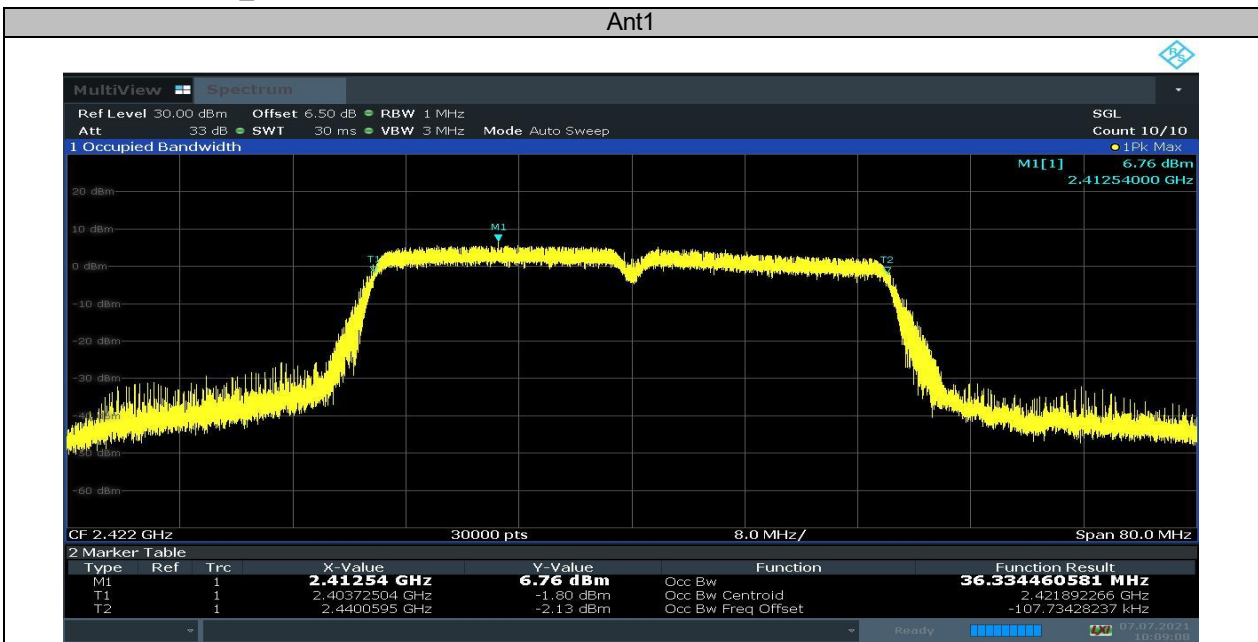 Ant1
R&S
MultiView Spectrum
Ref Level 30.00 dBm Offset 6.50 dB RBW 1 MHz SGL
Att 33 dB SWT 30 ms VBW 3 MHz Mode Auto Sweep Count 10/10
1 Occupied Bandwidth 1Pk Max
M1[1] 6.76 dBm
2.41254000 GHz
20 dBm
10 dBm
M1
T1
T2
0 dBm
-10 dBm
-20 dBm
-30 dBm
-40 dBm
-50 dBm
-60 dBm
CF 2.422 GHz 30000 pts 8.0 MHz/ Span 80.0 MHz
2 Marker Table
Type Ref Trc X-Value Y-Value Function Function Result
M1 1 2.41254 GHz 6.76 dBm Occ Bw 36.334460581 MHz
T1 1 2.40372504 GHz -1.80 dBm Occ Bw Centroid 2.421892266 GHz
T2 1 2.4400595 GHz -2.13 dBm Occ Bw Freq Offset -107.73428237 kHz
Ready LXI 07.07.2021
10:09:08